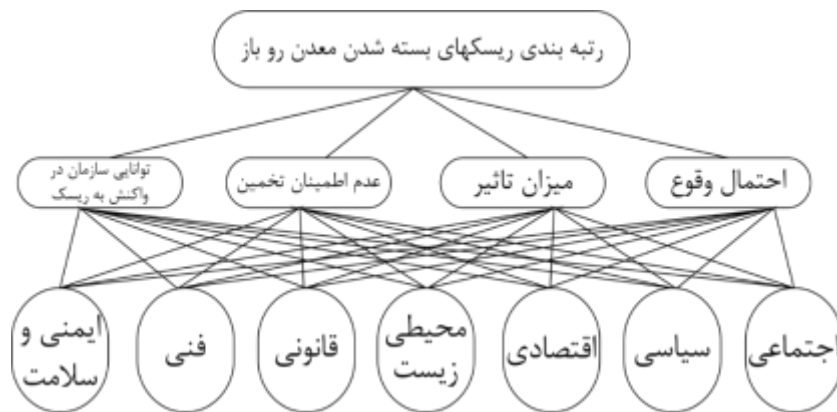 رتبه بندی ریسکهای بسته شدن معدن رو باز
احتمال وقوع
میزان تاثیر
عدم اطمینان تخمین
توانایی سازمان در
واکنش به ریسک
اجتماعی
سیاسی
اقتصادی
محیطی
زیست
قانونی
فنی
ایمنی و
سلامت